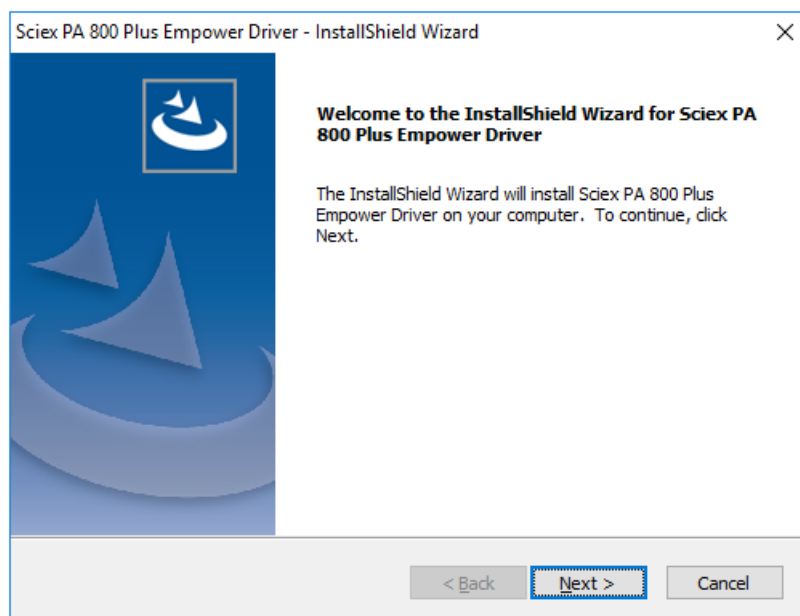 Sciex PA 800 Plus Empower Driver - InstallShield Wizard
Welcome to the InstallShield Wizard for Sciex PA
800 Plus Empower Driver
The InstallShield Wizard will install Sciex PA 800 Plus
Empower Driver on your computer.  To continue, click
Next.
< Back
Next >
Cancel